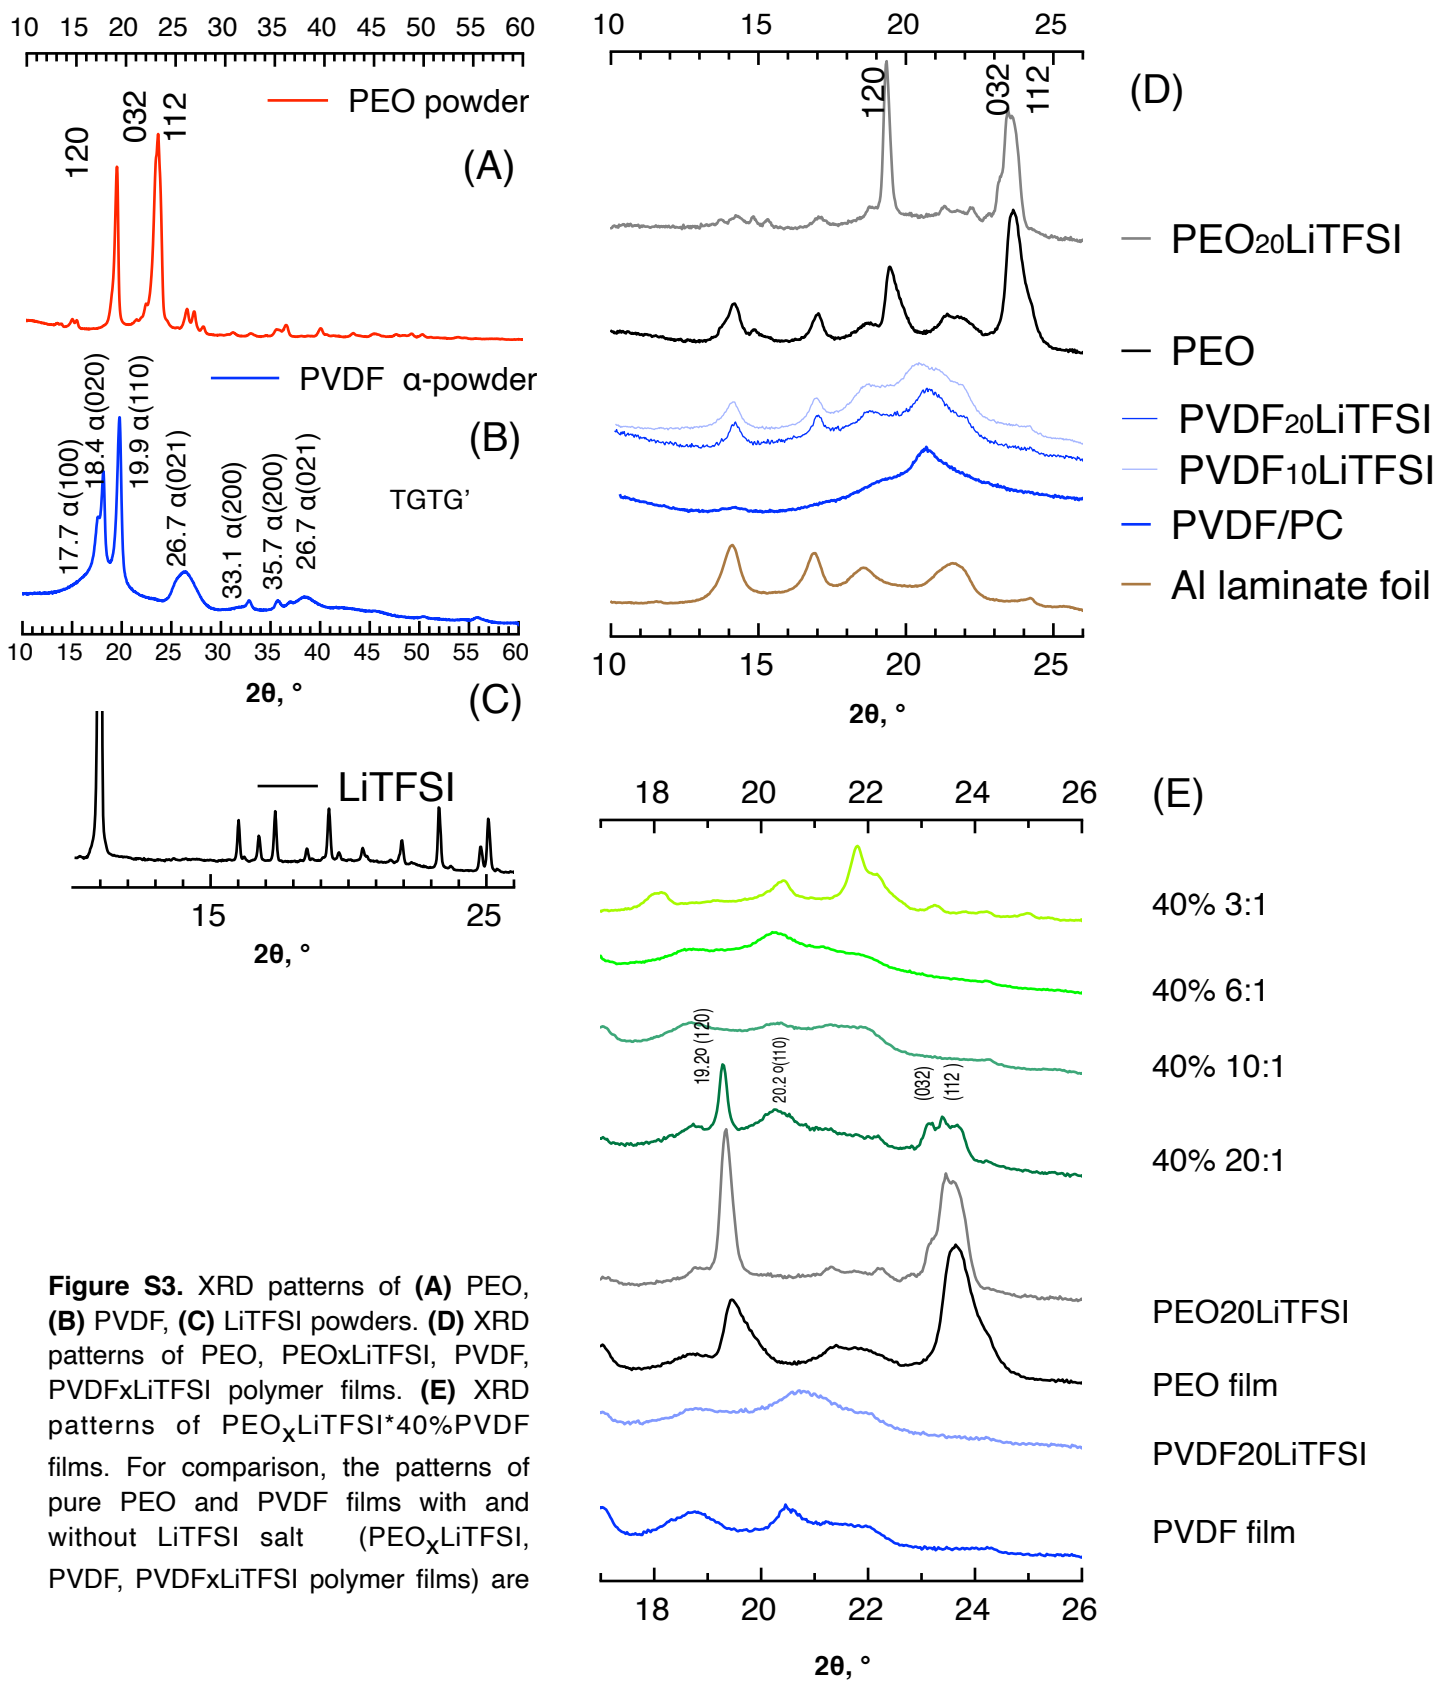 10 15 20 25 30 35 40 45 50 55 60
PEO powder
120
032
112
(A)
PVDF α-powder
(B)
17.7 α(100)
18.4 α(020)
19.9 α(110)
26.7 α(021)
33.1 α(200)
35.7 α(200)
26.7 α(021)
TGTG'
10 15 20 25 30 35 40 45 50 55 60
2θ, °
(C)
LiTFSI
15 25
2θ, °
10 15 20 25
(D)
120
032
112
PEO20LiTFSI
PEO
PVDF20LiTFSI
PVDF10LiTFSI
PVDF/PC
Al laminate foil
10 15 20 25
2θ, °
18 20 22 24 26
(E)
40% 3:1
40% 6:1
40% 10:1
19.2º (120)
20.2 º(110)
(032)
(112 )
40% 20:1
PEO20LiTFSI
PEO film
PVDF20LiTFSI
PVDF film
18 20 22 24 26
2θ, °
Figure S3. XRD patterns of (A) PEO,
(B) PVDF, (C) LiTFSI powders. (D) XRD
patterns of PEO, PEOxLiTFSI, PVDF,
PVDFxLiTFSI polymer films. (E) XRD
patterns of PEOxLiTFSI*40%PVDF
films. For comparison, the patterns of
pure PEO and PVDF films with and
without LiTFSI salt (PEOxLiTFSI,
PVDF, PVDFxLiTFSI polymer films) are